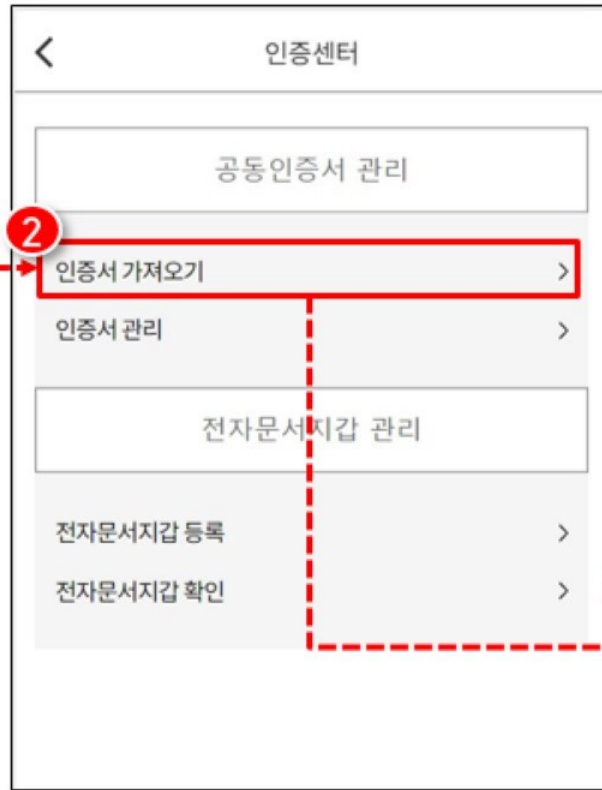 인증센터
공동인증서 관리
2
인증서 가져오기
인증서 관리
전자문서지갑 관리
전자문서지갑 등록
전자문서지갑 확인